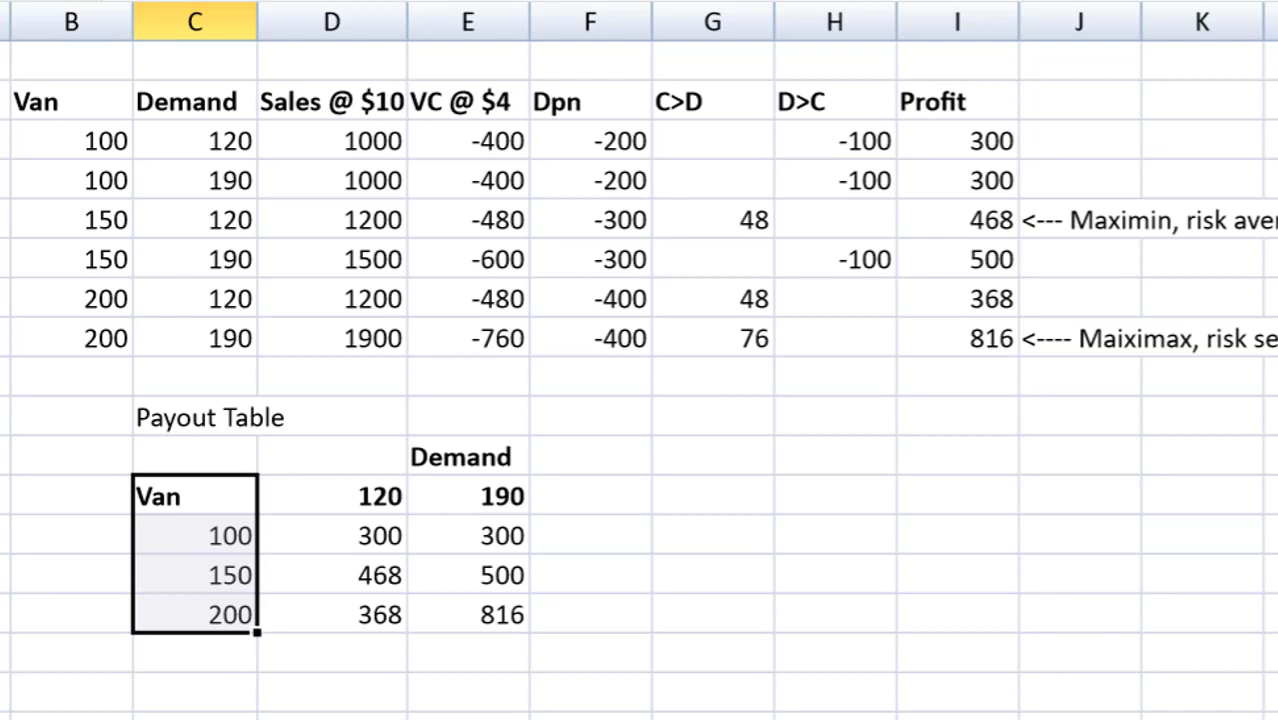 B C D E F G H I J K
Van Demand Sales @ $10 VC @ $4 Dpn C>D D>C Profit
100 120 1000 -400 -200 -100 300
100 190 1000 -400 -200 -100 300
150 120 1200 -480 -300 48 468 <--- Maximin, risk aver
150 190 1500 -600 -300 -100 500
200 120 1200 -480 -400 48 368
200 190 1900 -760 -400 76 816 <---- Maiximax, risk se
Payout Table
Demand
Van 120 190
100 300 300
150 468 500
200 368 816